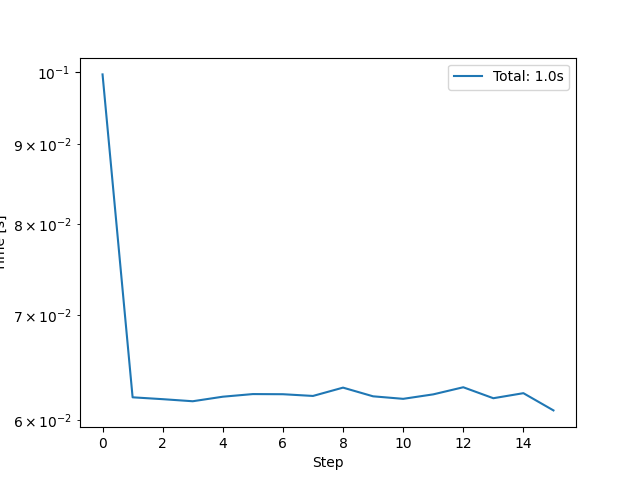 Total: 1.0s
10⁻¹
9 × 10⁻²
8 × 10⁻²
7 × 10⁻²
6 × 10⁻²
[s]
0 2 4 6 8 10 12 14
Step